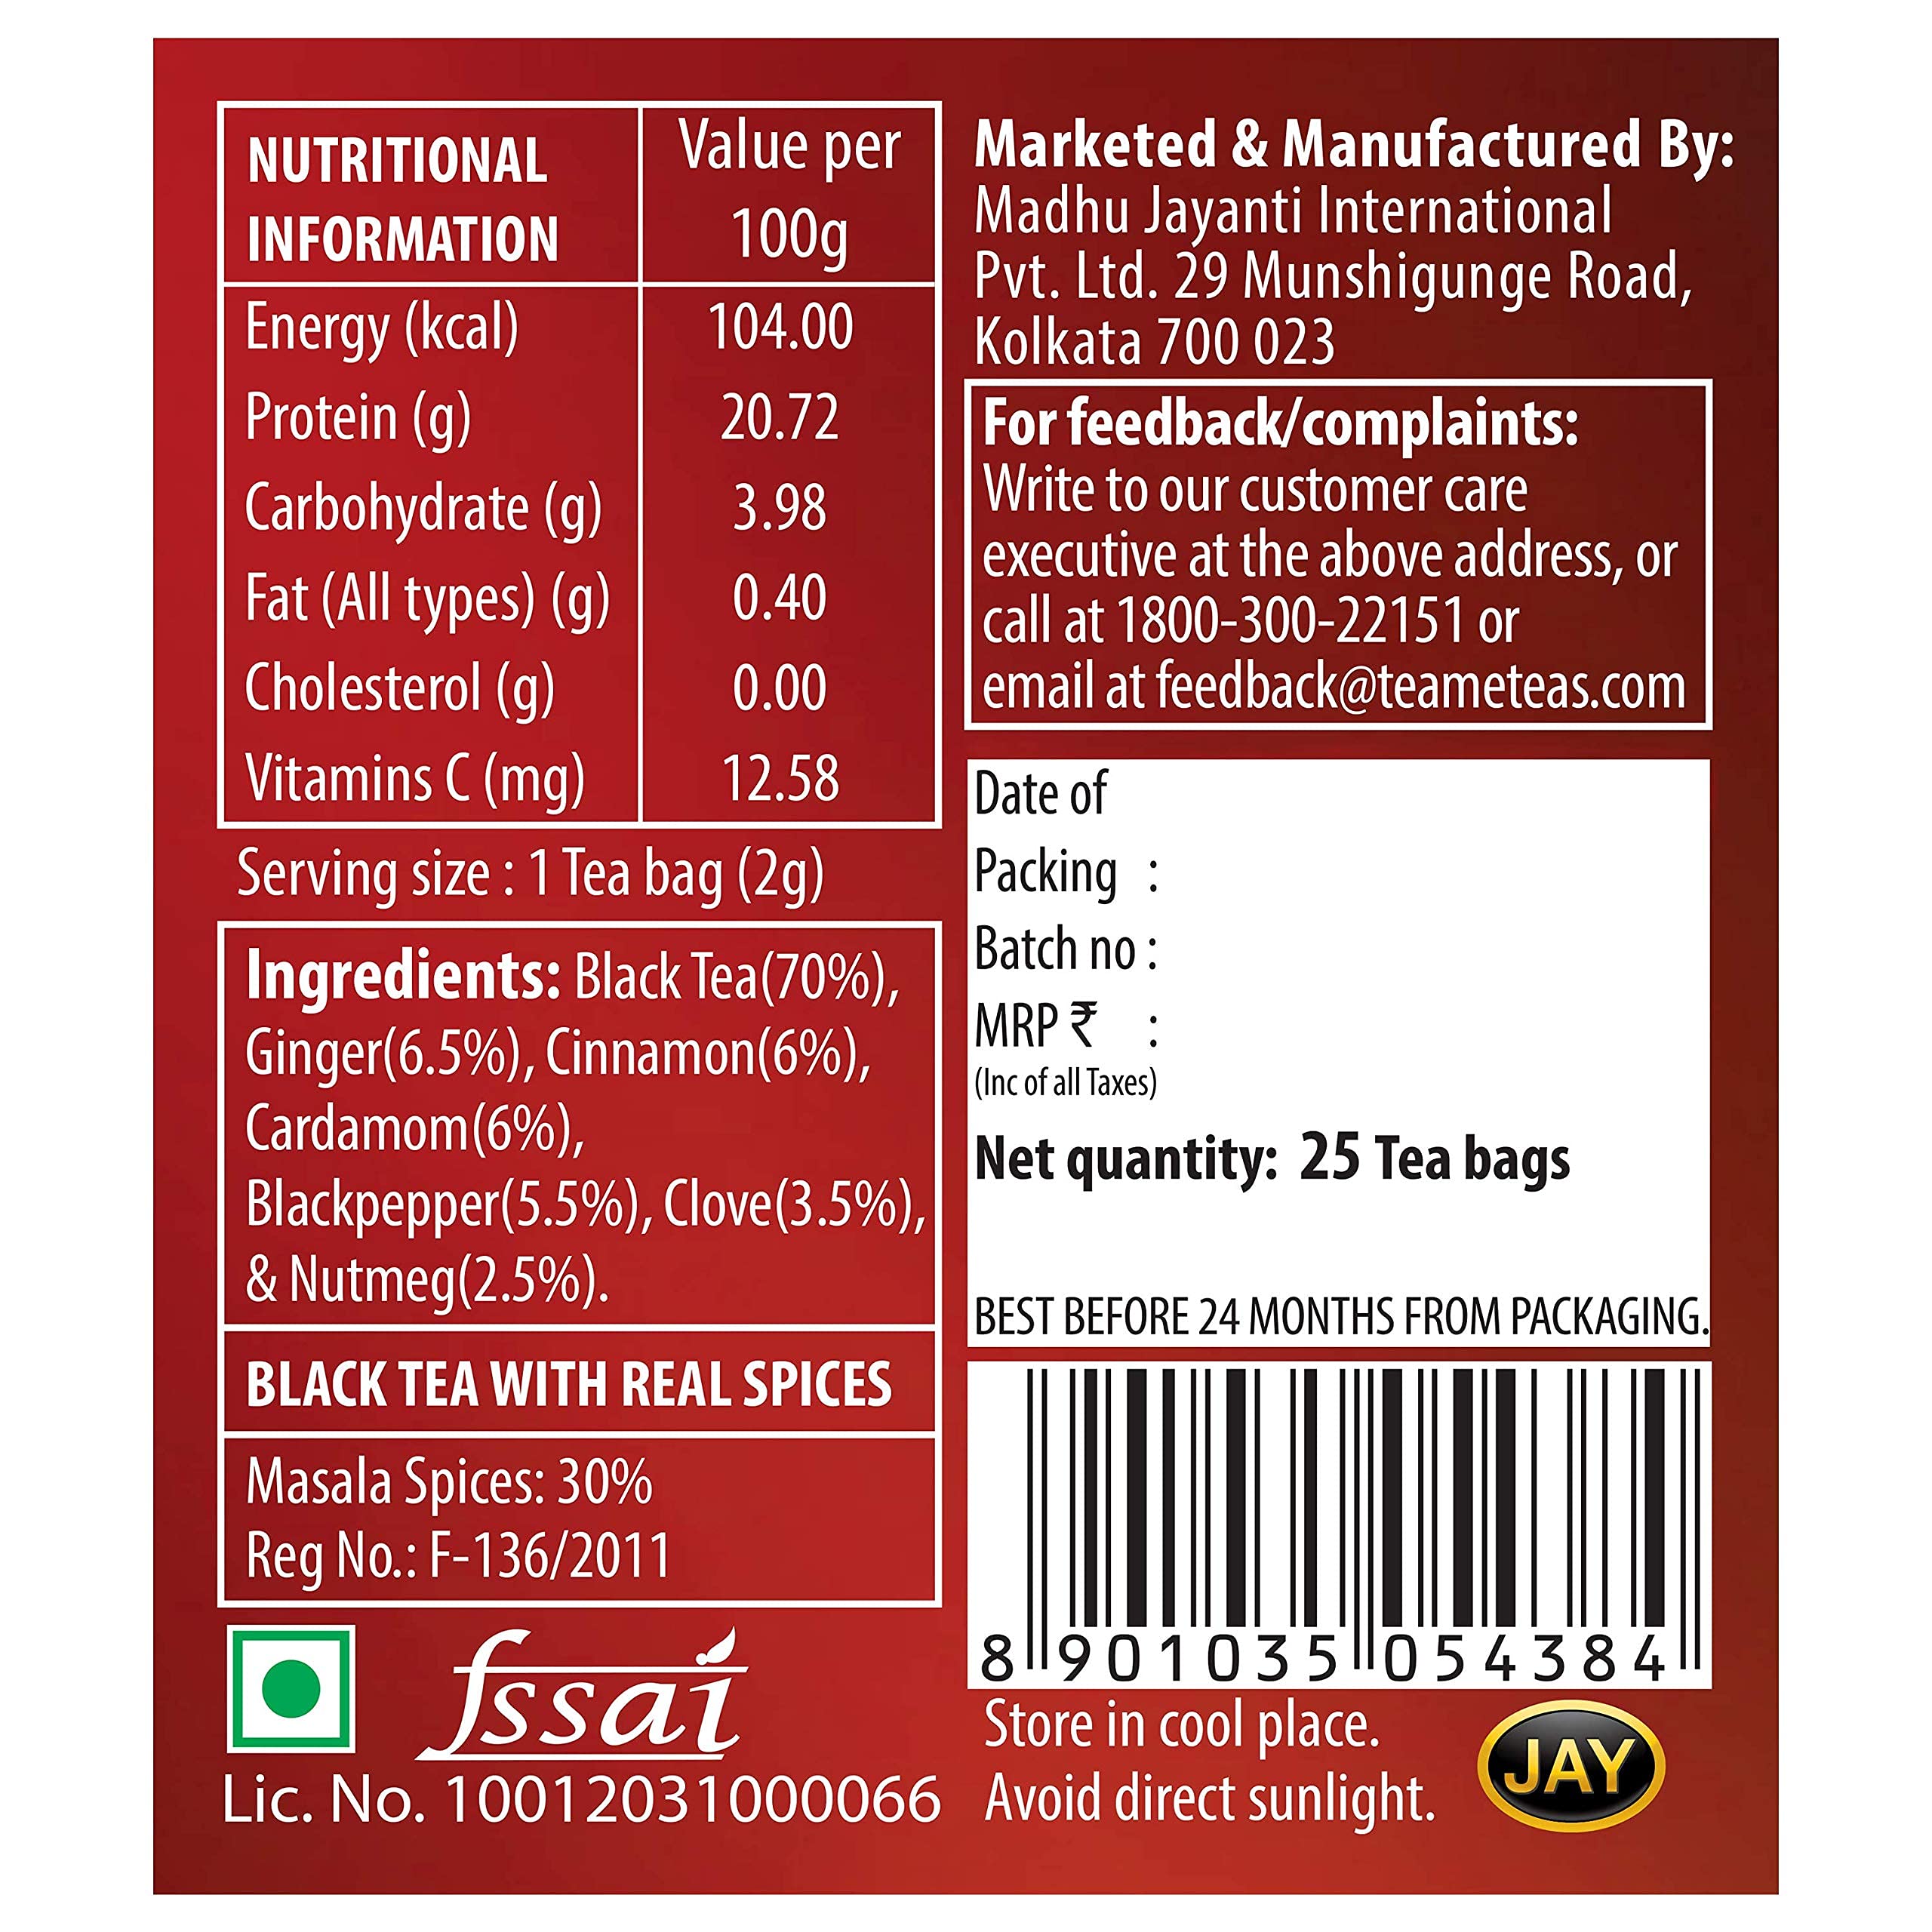 NUTRITIONAL INFORMATION Value per 100g
Energy (kcal) 104.00
Protein (g) 20.72
Carbohydrate (g) 3.98
Fat (All types) (g) 0.40
Cholesterol (g) 0.00
Vitamins C (mg) 12.58
Serving size : 1 Tea bag (2g)
Ingredients: Black Tea(70%),
Ginger(6.5%), Cinnamon(6%),
Cardamom(6%),
Blackpepper(5.5%), Clove(3.5%),
& Nutmeg(2.5%).
BLACK TEA WITH REAL SPICES
Masala Spices: 30%
Reg No.: F-136/2011
fssai
Lic. No. 10012031000066
Marketed & Manufactured By:
Madhu Jayanti International
Pvt. Ltd. 29 Munshigunge Road,
Kolkata 700 023
For feedback/complaints:
Write to our customer care
executive at the above address, or
call at 1800-300-22151 or
email at feedback@teameteas.com
Date of
Packing :
Batch no :
MRP ₹ :
(Inc of all Taxes)
Net quantity: 25 Tea bags
BEST BEFORE 24 MONTHS FROM PACKAGING.
8 901035 054384
Store in cool place.
Avoid direct sunlight.
JAY